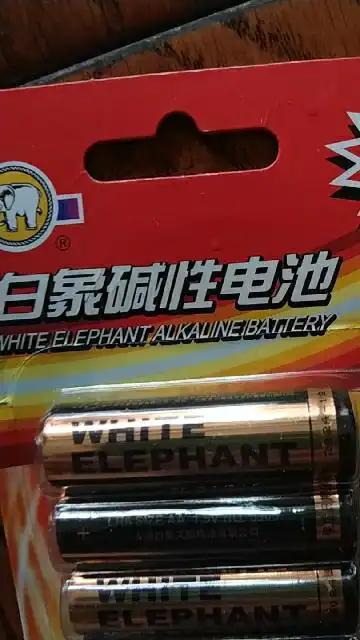 ®
白象碱性电池
WHITE ELEPHANT ALKALINE BATTERY
WHITE
ELEPHANT
+
WHITE
ELEPHANT